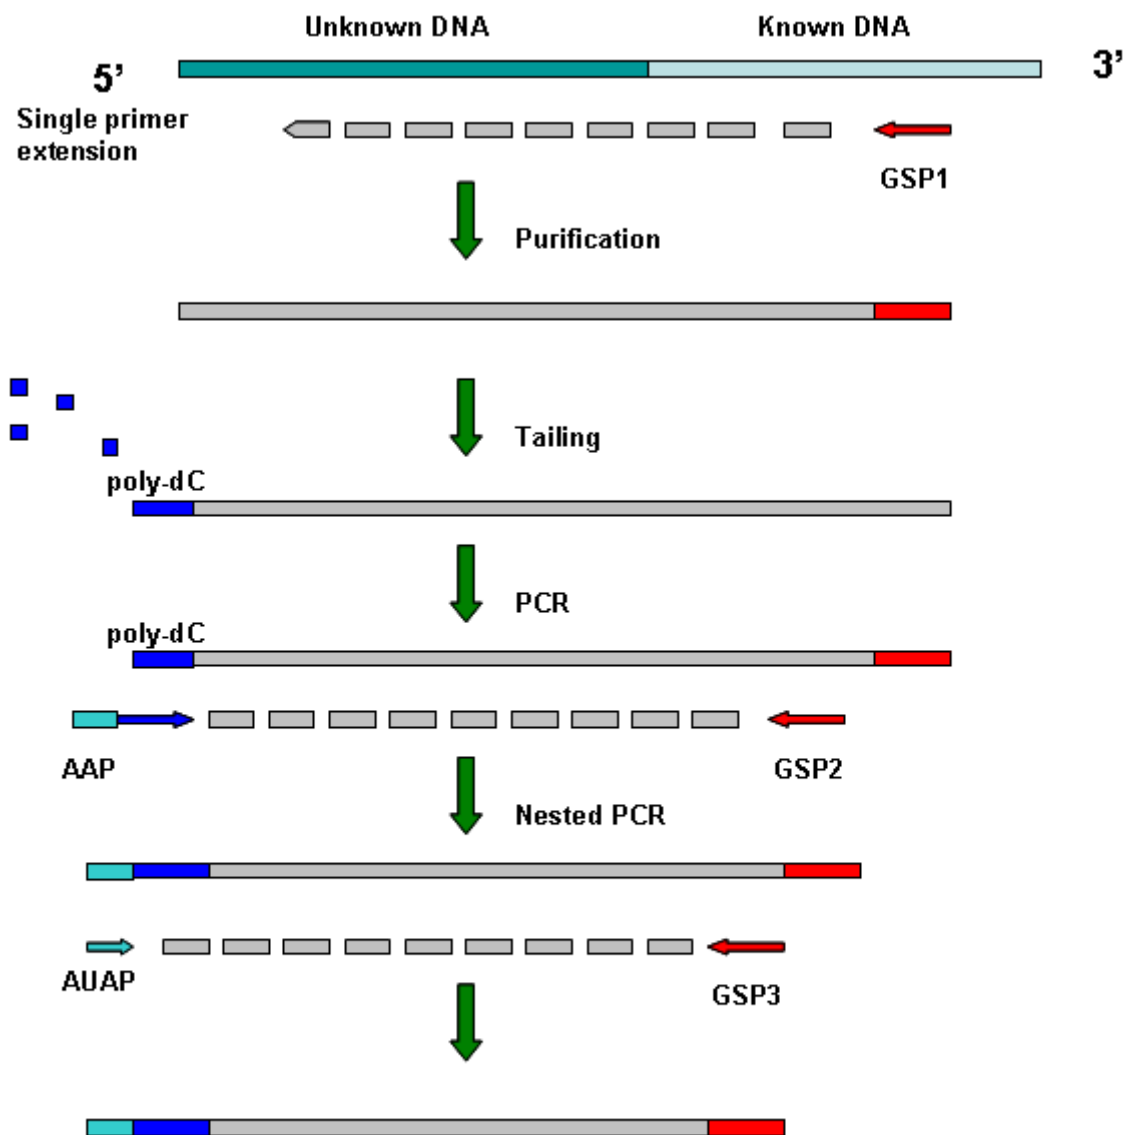 Unknown DNA Known DNA
5’ 3’
Single primer
extension
GSP1
Purification
Tailing
poly-dC
PCR
poly-dC
AAP GSP2
Nested PCR
AUAP GSP3